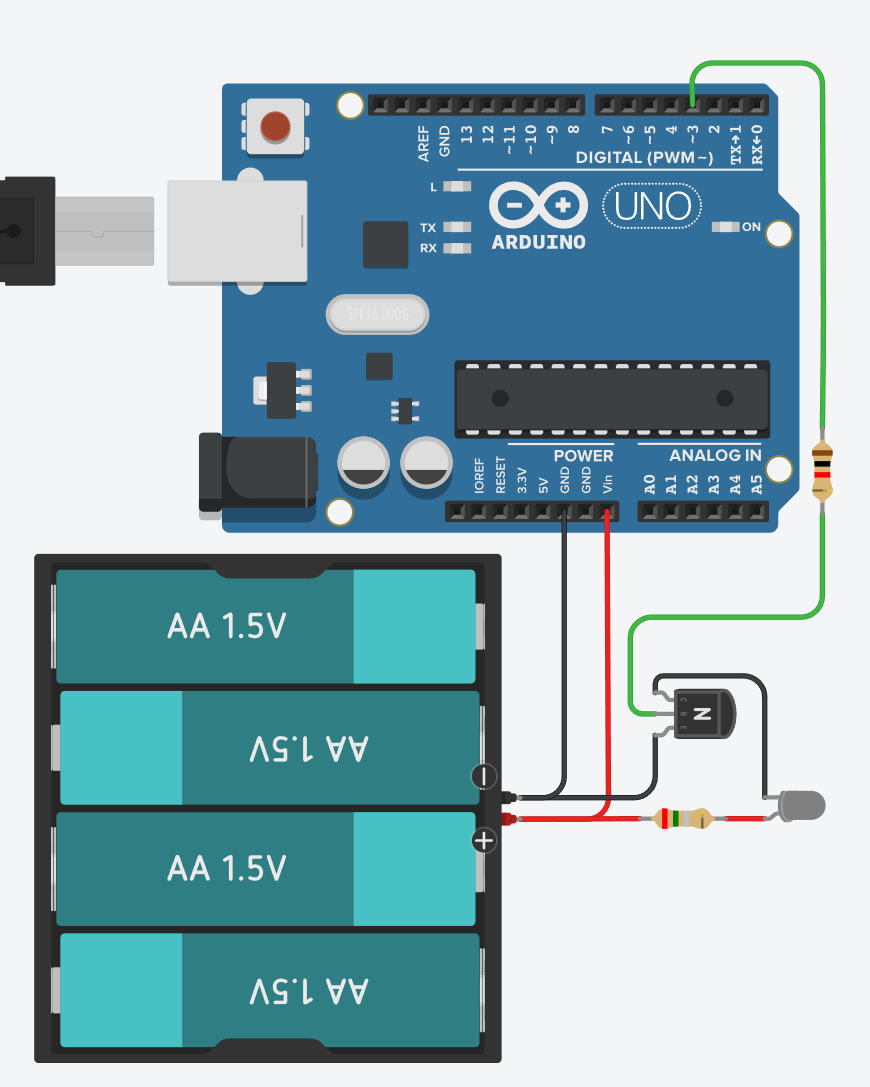 AREF
GND
13
12
~11
~10
~9
8
7
~6
~5
4
~3
2
TX→1
RX←0
DIGITAL (PWM~)
L
TX
RX
UNO
ON
ARDUINO
SPK16.000G
POWER
ANALOG IN
IOREF
RESET
3.3V
5V
GND
GND
Vin
A0
A1
A2
A3
A4
A5
AA 1.5V
AA 1.5V
AA 1.5V
AA 1.5V
C
B
E
N